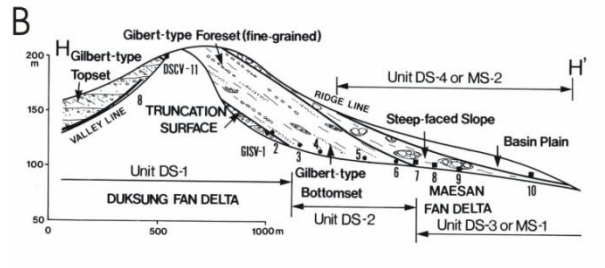 B
Gibert-type Foreset(fine-grained)
H
H'
200
m
Gilbert-type
Topset
DSCV-11
Unit DS-4 or MS-2
RIDGE LINE
8
150
VALLEY LINE
TRUNCATION
SURFACE
Steep-faced Slope
Basin Plain
GISV-1
2
3
4
5
6
7
8
9
10
100
Unit DS-1
Gilbert-type
Bottomset
MAESAN
FAN DELTA
DUKSUNG FAN DELTA
Unit DS-2
Unit DS-3 or MS-1
50
0
500
1000m